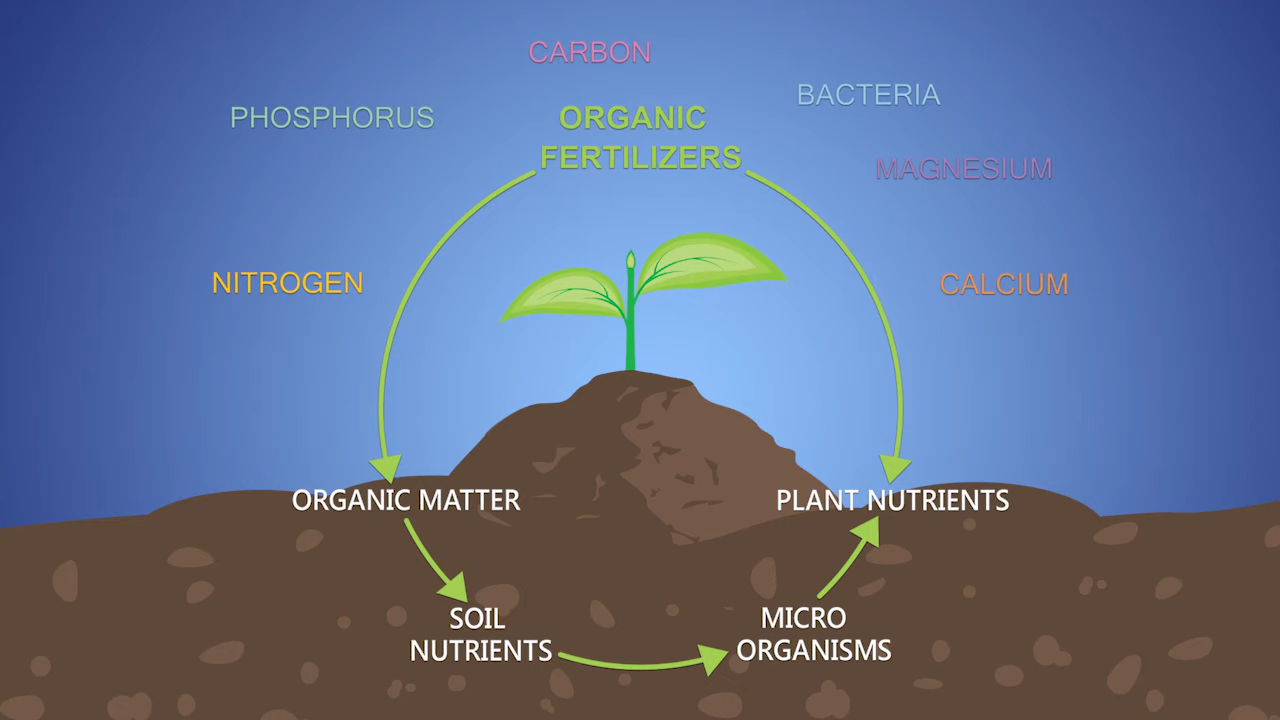 CARBON
BACTERIA
PHOSPHORUS
ORGANIC
FERTILIZERS
MAGNESIUM
NITROGEN
CALCIUM
ORGANIC MATTER
PLANT NUTRIENTS
SOIL
NUTRIENTS
MICRO
ORGANISMS